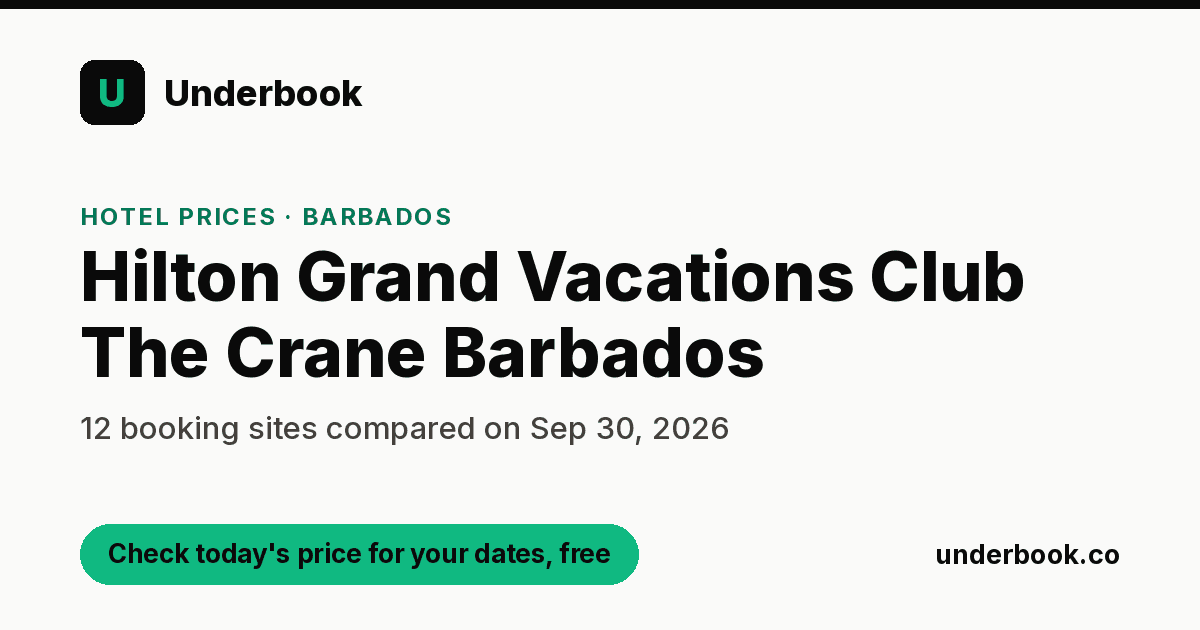 U
Underbook
HOTEL PRICES · BARBADOS
Hilton Grand Vacations Club
The Crane Barbados
12 booking sites compared on Sep 30, 2026
Check today's price for your dates, free
underbook.co